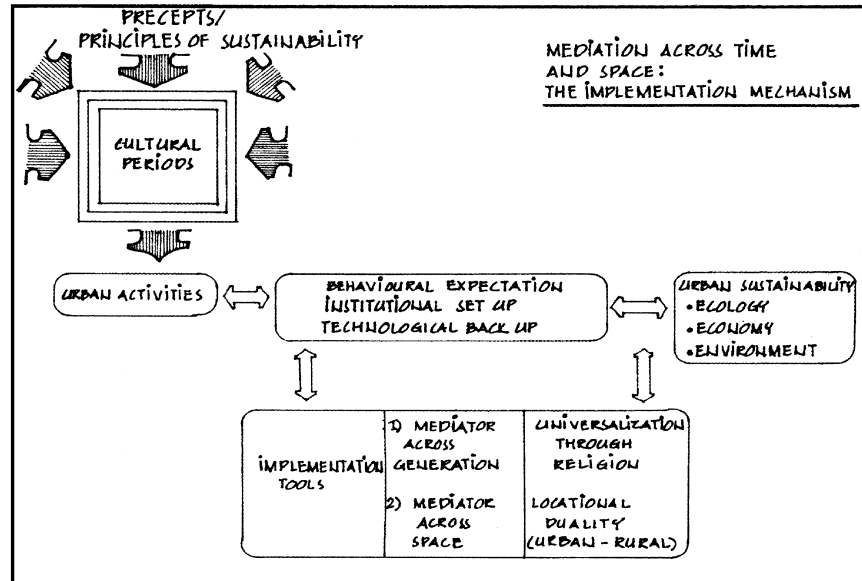 PRECEPTS/
PRINCIPLES OF SUSTAINABILITY
MEDIATION ACROSS TIME
AND SPACE:
THE IMPLEMENTATION MECHANISM
CULTURAL
PERIODS
URBAN ACTIVITIES
BEHAVIOURAL EXPECTATION
INSTITUTIONAL SET UP
TECHNOLOGICAL BACK UP
URBAN SUSTAINABILITY
•ECOLOGY
•ECONOMY
•ENVIRONMENT
IMPLEMENTATION
TOOLS
1) MEDIATOR
ACROSS
GENERATION
2) MEDIATOR
ACROSS
SPACE
UNIVERSALIZATION
THROUGH
RELIGION
LOCATIONAL
DUALITY
(URBAN - RURAL)